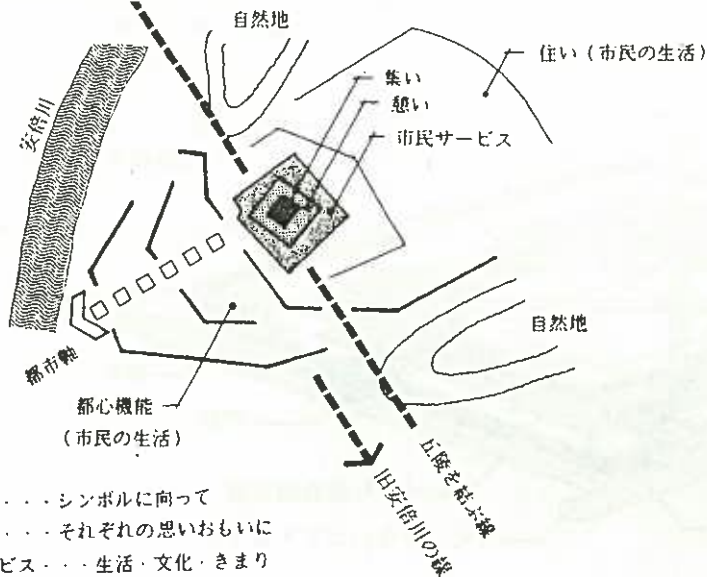 自然地
住い（市民の生活）
集い
憩い
市民サービス
安倍川
自然地
都市軸
都心機能
（市民の生活）
丘陵を結ぶ線
旧安倍川の線
・・・シンボルに向って
・・・それぞれの思いおもいに
ビス・・・生活・文化・きまり